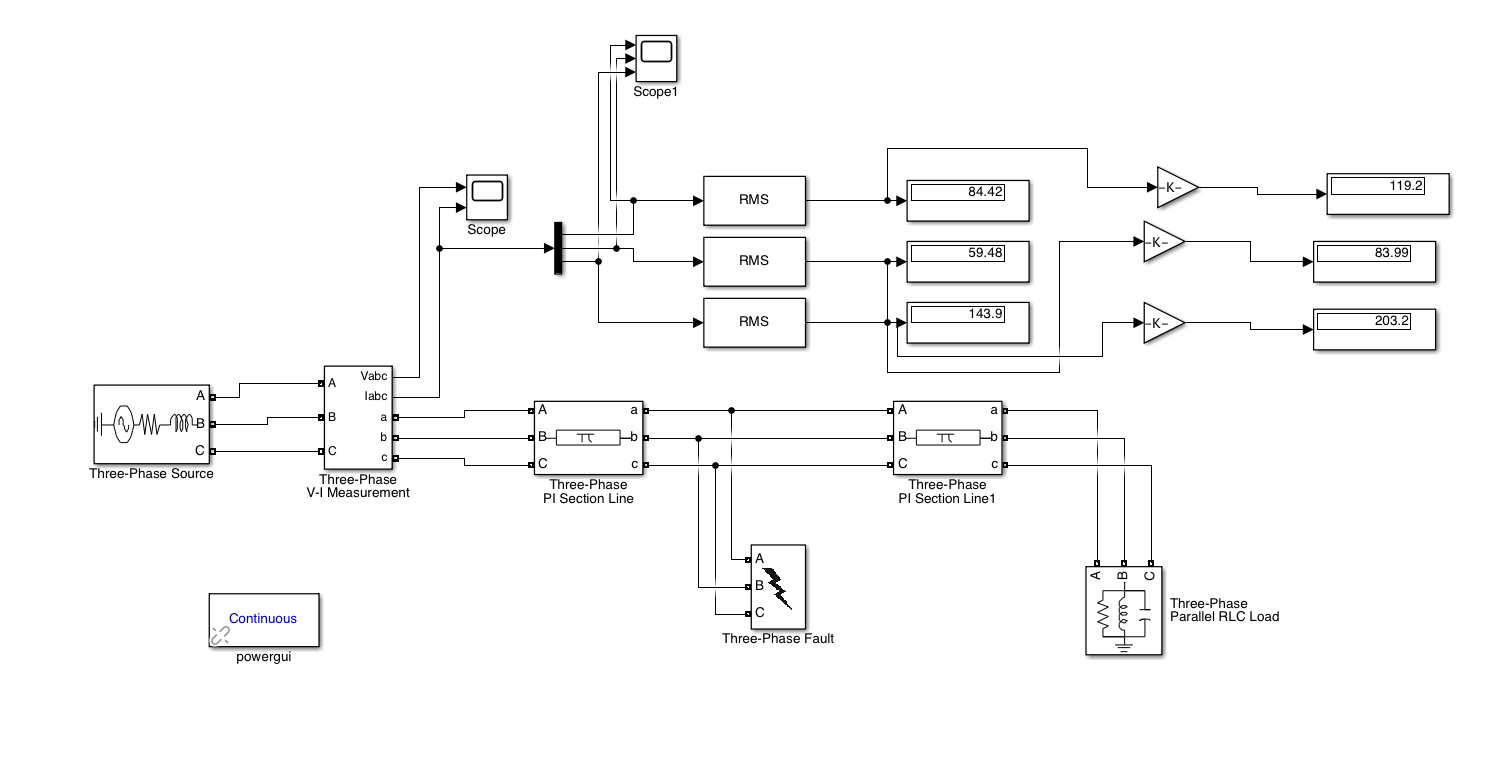 Scope1
RMS
84.42
-K-
119.2
Scope
RMS
59.48
-K-
83.99
RMS
143.9
-K-
203.2
A
B
C
Three-Phase Source
A
B
C
Vabc
Iabc
a
b
c
Three-Phase
V-I Measurement
A
B
C
a
b
c
Three-Phase
PI Section Line
A
B
C
a
b
c
Three-Phase
PI Section Line1
A
B
C
Three-Phase Fault
A
B
C
Three-Phase
Parallel RLC Load
Continuous
powergui